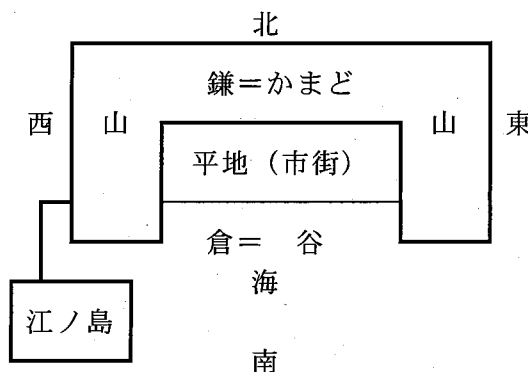 北
鎌＝かまど
西 山 山 東
平地（市街）
倉＝ 谷
海
江ノ島
南